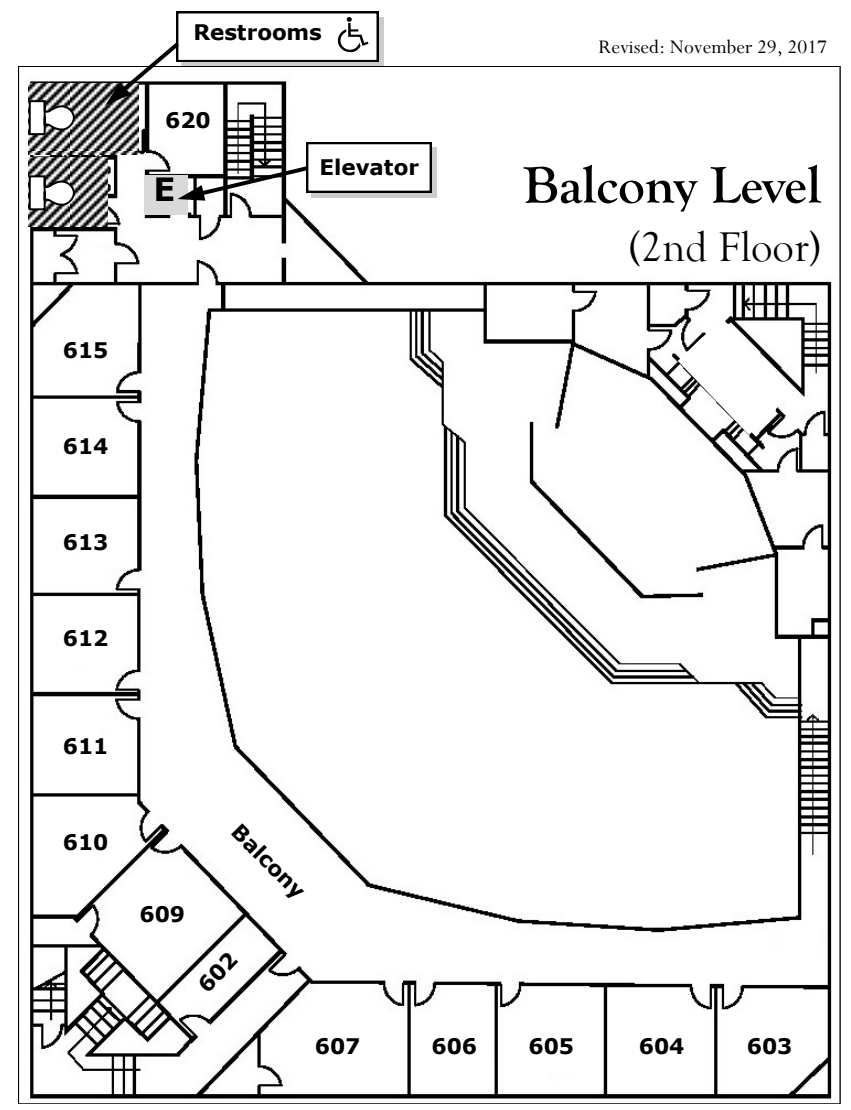 Restrooms
Revised: November 29, 2017
620
Elevator
E
Balcony Level
(2nd Floor)
615
614
613
612
611
610
Balcony
609
602
607
606
605
604
603